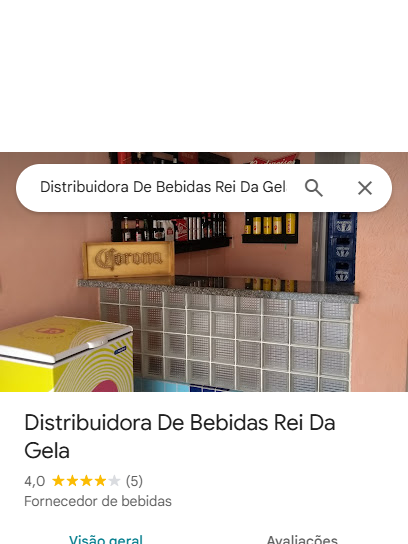 Distribuidora De Bebidas Rei Da Gel
Corona
Distribuidora De Bebidas Rei Da
Gela
4,0 (5)
Fornecedor de bebidas
Visão geral Avaliações